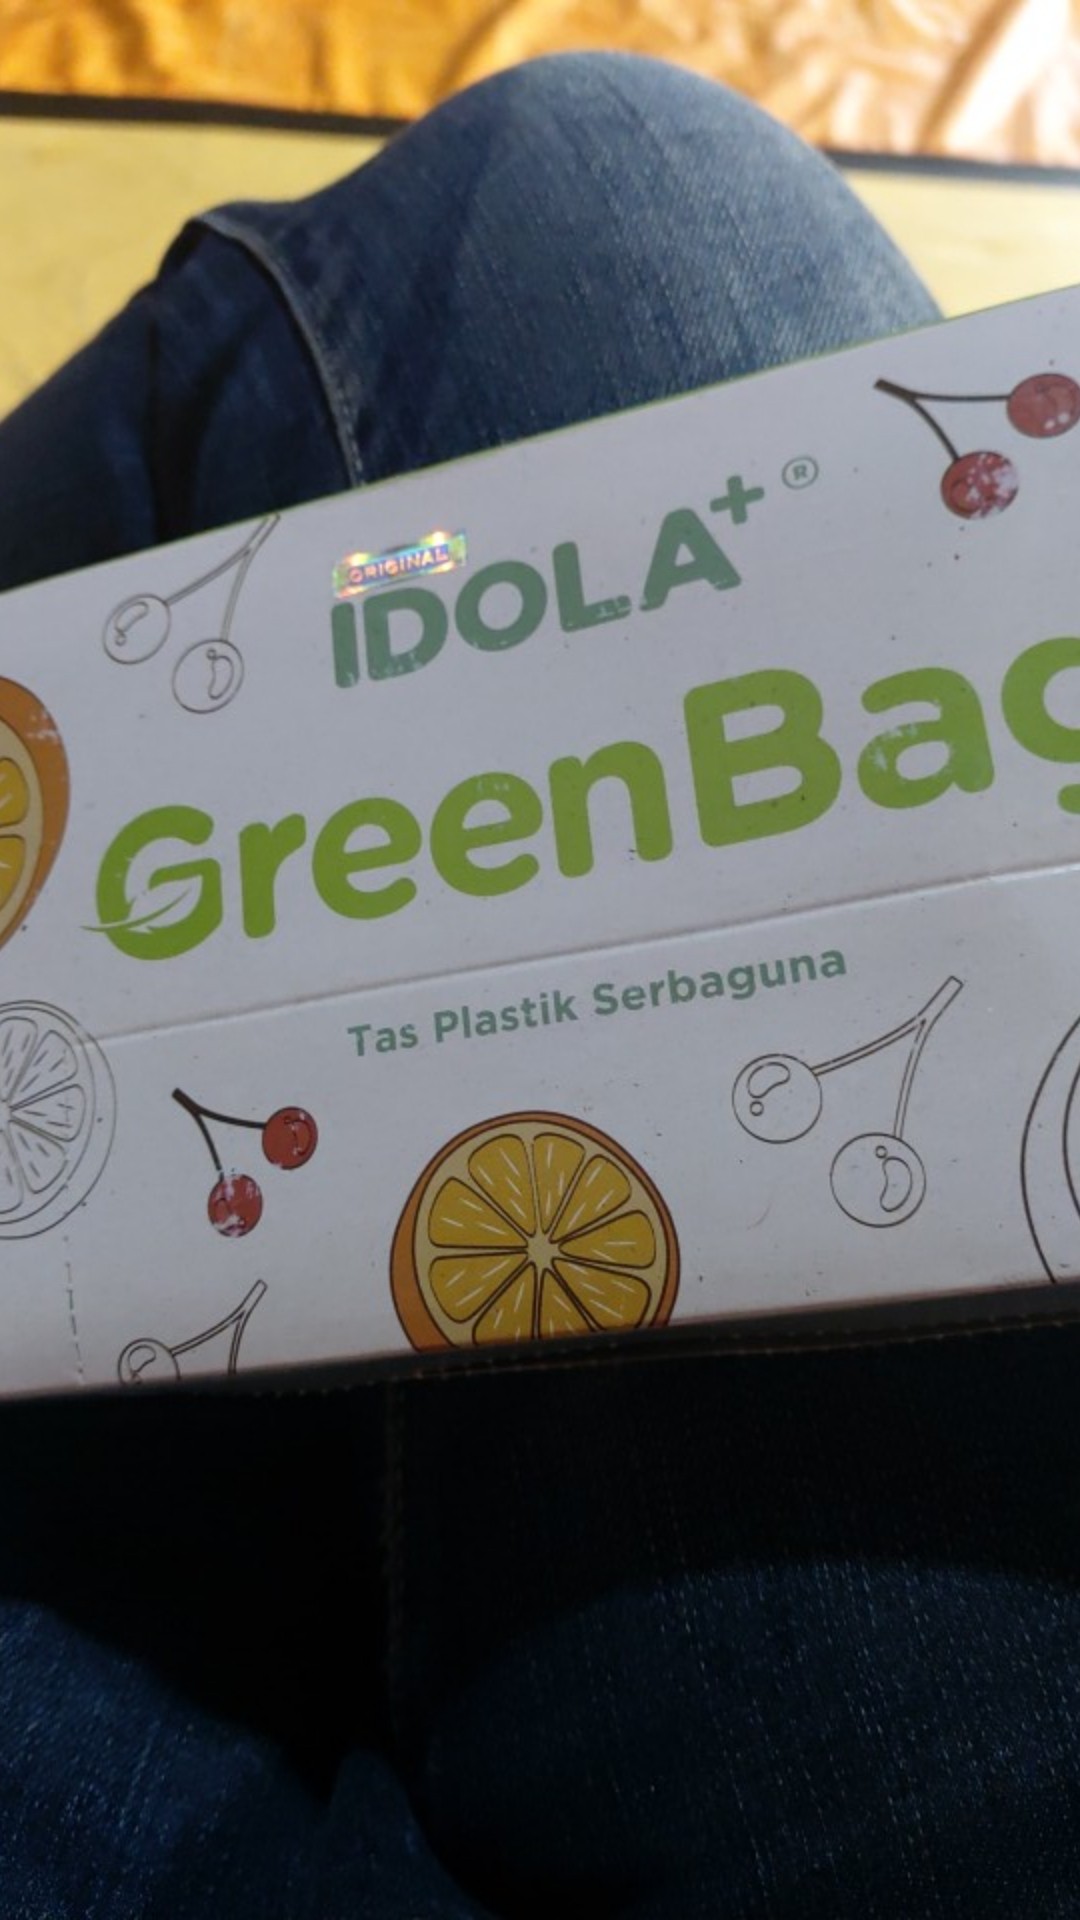 ORIGINAL
IDOLA+ ®
GreenBag
Tas Plastik Serbaguna